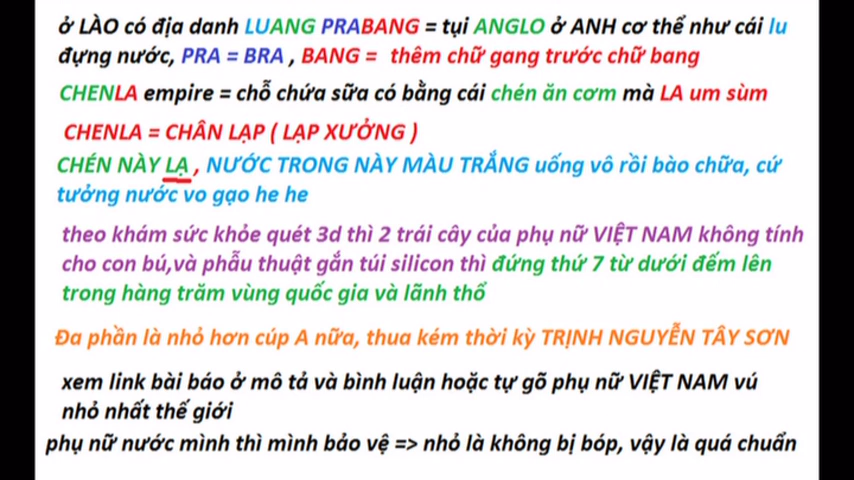 ở LÀO có địa danh LUANG PRABANG = tụi ANGLO ở ANH cơ thể như cái lu
đựng nước, PRA = BRA , BANG = thêm chữ gang trước chữ bang
CHENLA empire = chỗ chứa sữa có bằng cái chén ăn cơm mà LA um sùm
CHENLA = CHÂN LẠP ( LẠP XƯỞNG )
CHÉN NÀY LẠ , NƯỚC TRONG NÀY MÀU TRẮNG uống vô rồi bào chữa, cứ
tưởng nước vo gạo he he
theo khám sức khỏe quét 3d thì 2 trái cây của phụ nữ VIỆT NAM không tính
cho con bú,và phẫu thuật gắn túi silicon thì đứng thứ 7 từ dưới đếm lên
trong hàng trăm vùng quốc gia và lãnh thổ
Đa phần là nhỏ hơn cúp A nữa, thua kém thời kỳ TRỊNH NGUYỄN TÂY SƠN
xem link bài báo ở mô tả và bình luận hoặc tự gõ phụ nữ VIỆT NAM vú
nhỏ nhất thế giới
phụ nữ nước mình thì mình bảo vệ => nhỏ là không bị bóp, vậy là quá chuẩn